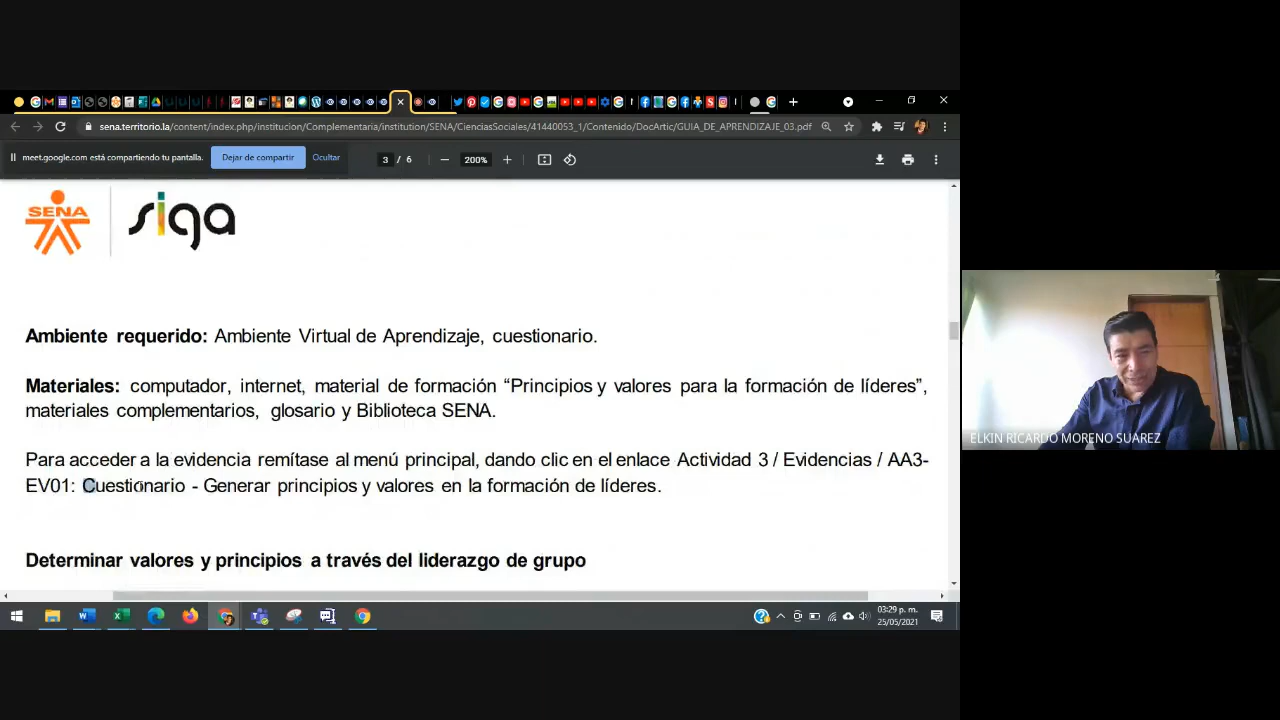 sena.territorio.la/content/index.php/institucion/Complementaria/institution/SENA/CienciasSociales/41440053_1/Contenido/DocArtic/GUIA_DE_APRENDIZAJE_03.pdf
meet.google.com está compartiendo tu pantalla.
Dejar de compartir
Ocultar
3 / 6
200%
SENA
siga
Ambiente requerido: Ambiente Virtual de Aprendizaje, cuestionario.
Materiales: computador, internet, material de formación “Principios y valores para la formación de líderes”,
materiales complementarios, glosario y Biblioteca SENA.
Para acceder a la evidencia remítase al menú principal, dando clic en el enlace Actividad 3 / Evidencias / AA3-
EV01: Cuestionario - Generar principios y valores en la formación de líderes.
Determinar valores y principios a través del liderazgo de grupo
ELKIN RICARDO MORENO SUAREZ
03:29 p. m.
25/05/2021